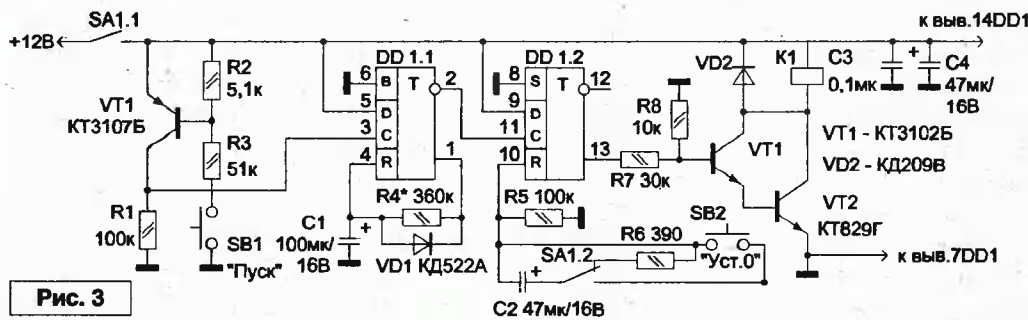 SA1.1
к выв.14DD1
+12В
R2
5,1к
VT1
КТ3107Б
R3
51к
R1
100к
SB1
"Пуск"
DD 1.1
6
В
Т
2
5
D
3
С
4
R
1
R4* 360к
C1
100мк/
16В
VD1 КД522А
DD 1.2
8
S
Т
12
9
D
11
С
10
R
13
R5 100к
R8
10к
R7 30к
VD2
К1
C3
0,1мк
C4
47мк/
16В
VT1
VT1 - КТ3102Б
VD2 - КД209В
VT2
КТ829Г
SB2
"Уст.0"
R6 390
SA1.2
C2 47мк/16В
к выв.7DD1
Рис. 3